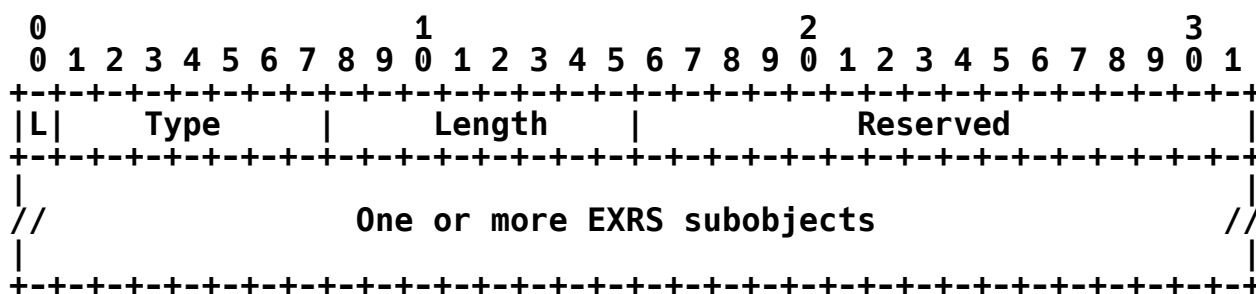 0                   1                   2                   3
0 1 2 3 4 5 6 7 8 9 0 1 2 3 4 5 6 7 8 9 0 1 2 3 4 5 6 7 8 9 0 1
+-+-+-+-+-+-+-+-+-+-+-+-+-+-+-+-+-+-+-+-+-+-+-+-+-+-+-+-+-+-+-+-+
|L|    Type     |     Length    |           Reserved            |
+-+-+-+-+-+-+-+-+-+-+-+-+-+-+-+-+-+-+-+-+-+-+-+-+-+-+-+-+-+-+-+-+
|                                                               |
//                One or more EXRS subobjects                  //
|                                                               |
+-+-+-+-+-+-+-+-+-+-+-+-+-+-+-+-+-+-+-+-+-+-+-+-+-+-+-+-+-+-+-+-+